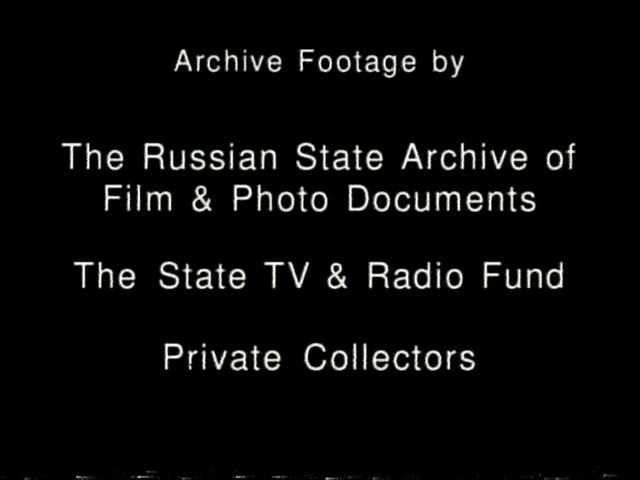 Archive Footage by
The Russian State Archive of
Film & Photo Documents
The State TV & Radio Fund
Private Collectors